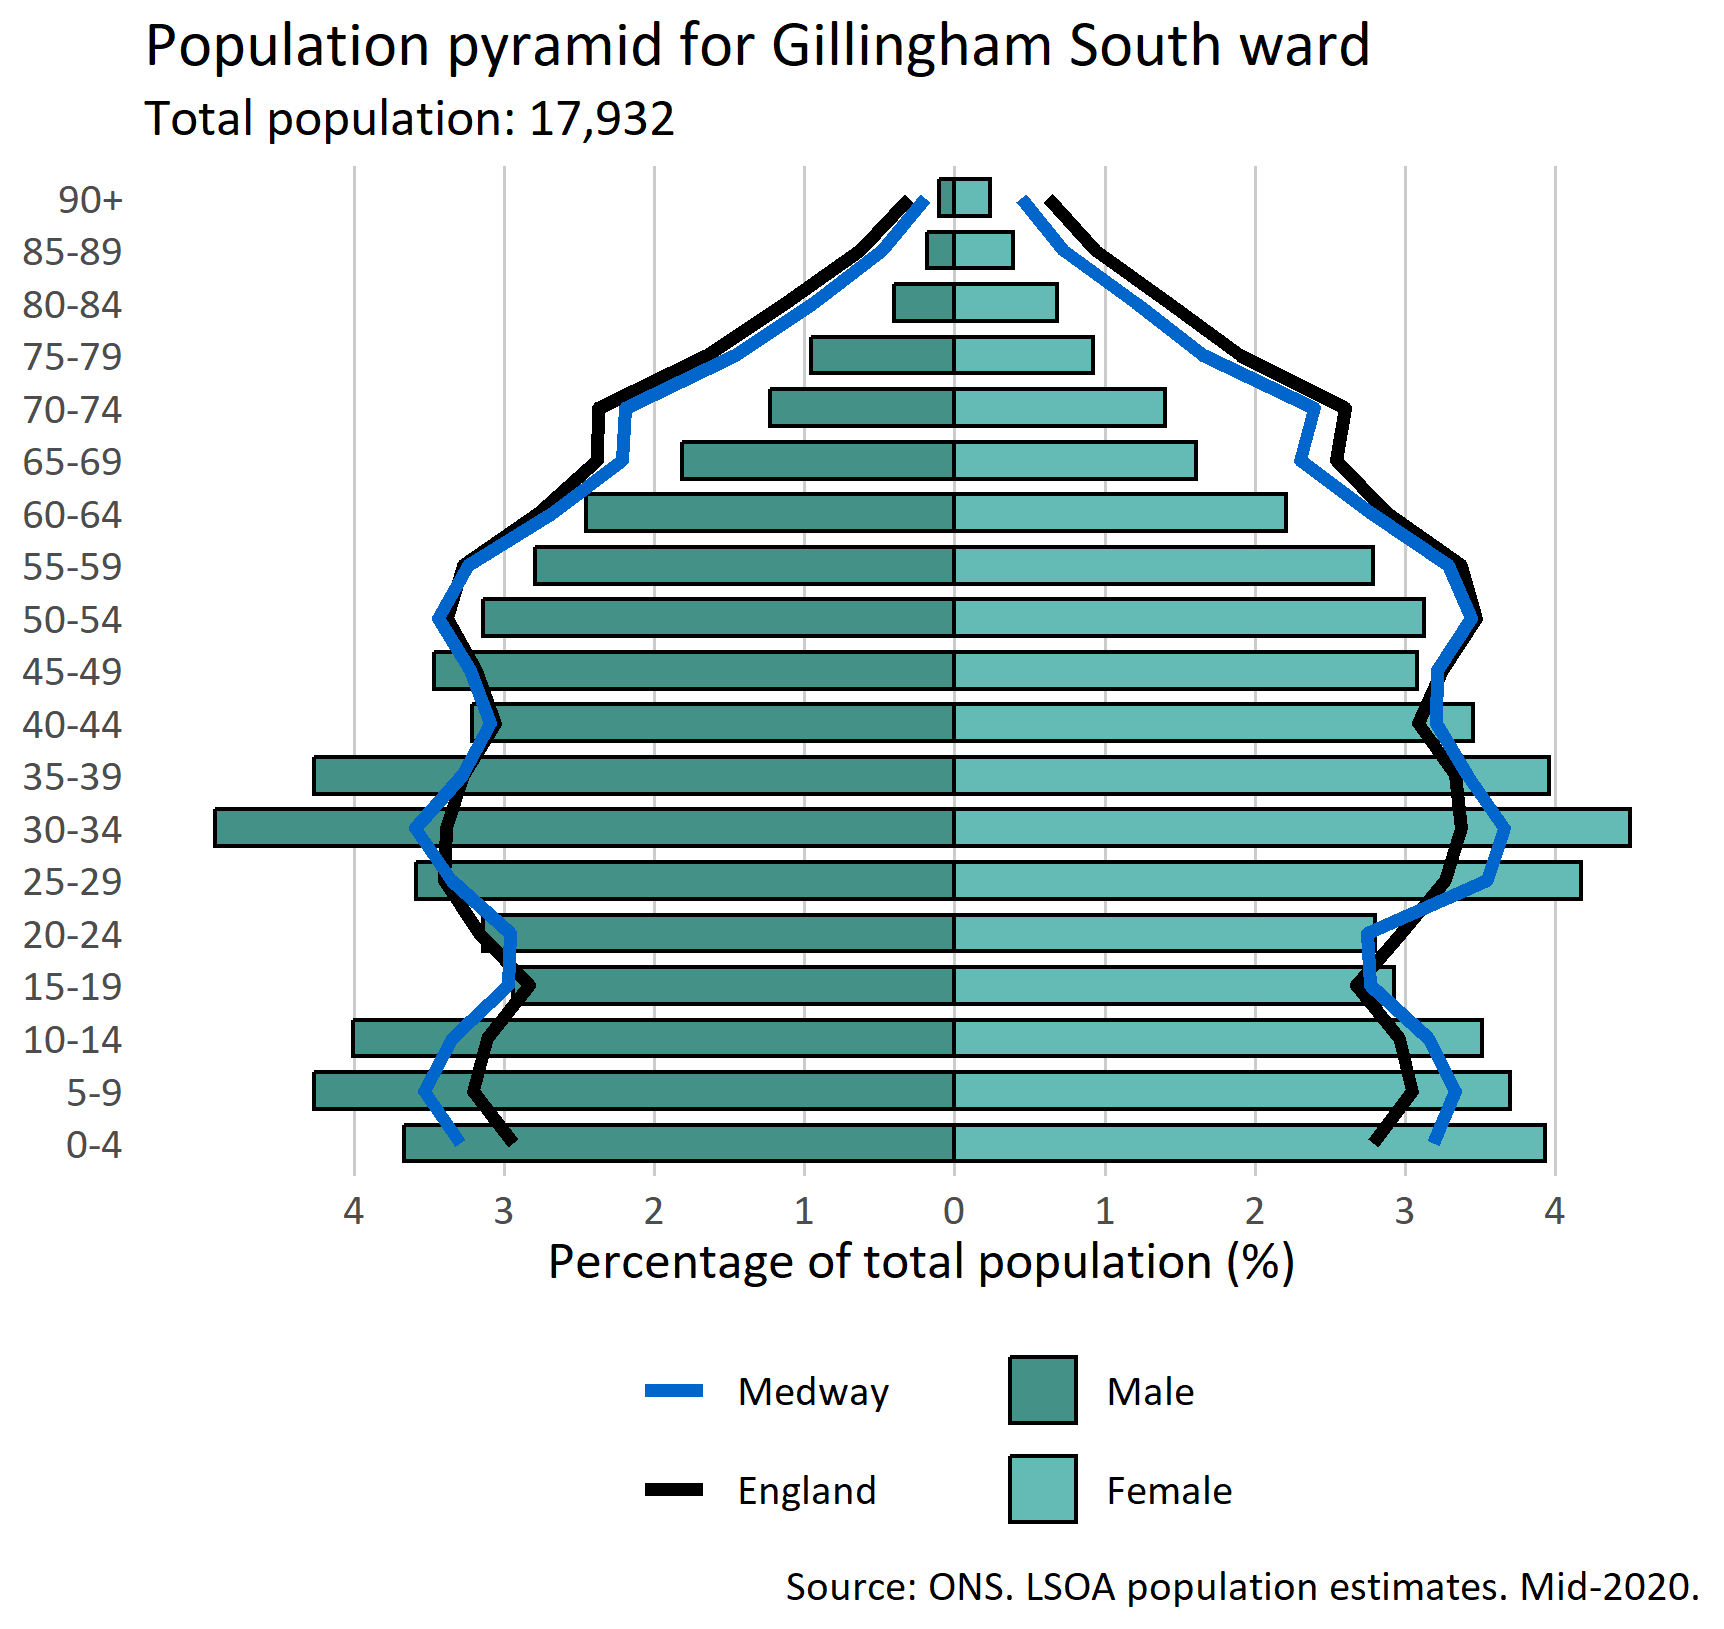 Population pyramid for Gillingham South ward
Total population: 17,932
90+
85-89
80-84
75-79
70-74
65-69
60-64
55-59
50-54
45-49
40-44
35-39
30-34
25-29
20-24
15-19
10-14
5-9
0-4
4 3 2 1 0 1 2 3 4
Percentage of total population (%)
Medway Male
England Female
Source: ONS. LSOA population estimates. Mid-2020.